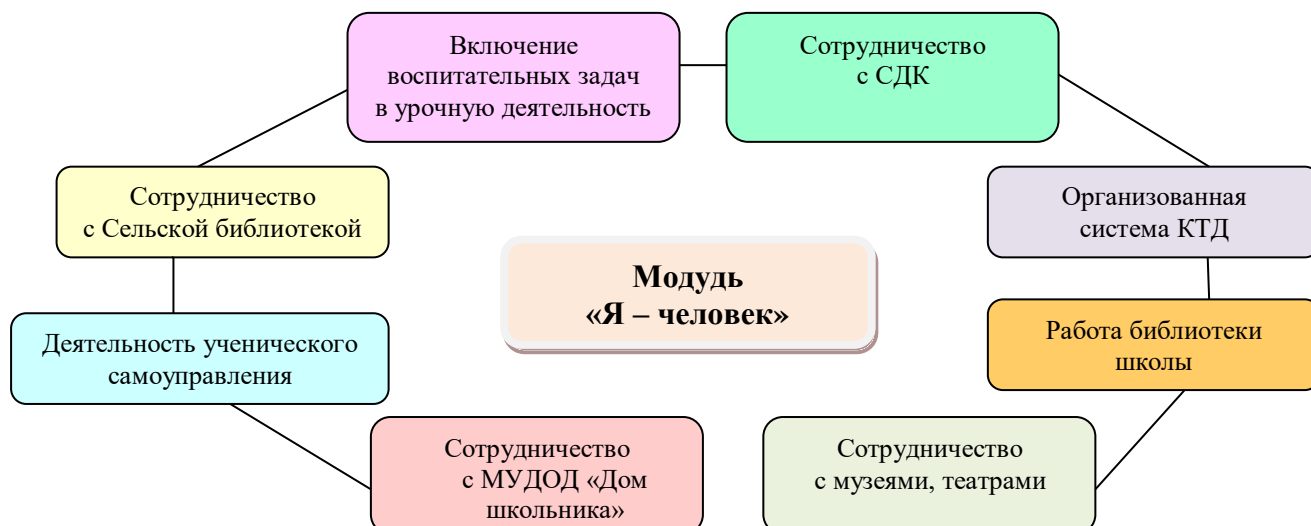 Включение
воспитательных задач
в урочную деятельность
Сотрудничество
с СДК
Сотрудничество
с Сельской библиотекой
Организованная
система КТД
Модудь
«Я – человек»
Деятельность ученического
самоуправления
Работа библиотеки
школы
Сотрудничество
с МУДОД «Дом
школьника»
Сотрудничество
с музеями, театрами